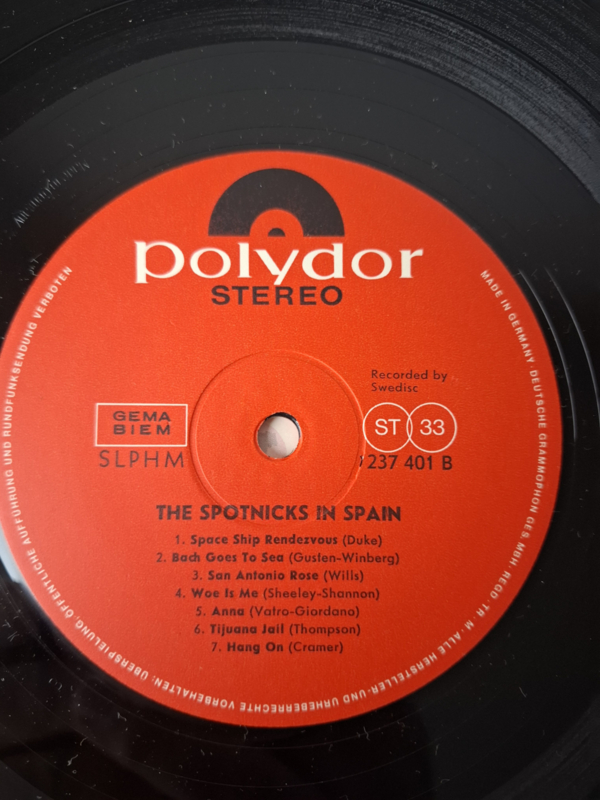 polydor
STEREO
Recorded by
Swedisc
GEMA
BIEM
ST 33
SLPHM
237 401 B
THE SPOTNICKS IN SPAIN
1. Space Ship Rendezvous (Duke)
2. Bach Goes To Sea (Gusten-Winberg)
3. San Antonio Rose (Wills)
4. Woe Is Me (Sheeley-Shannon)
5. Anna (Vatro-Giordana)
6. Tijuana Jail (Thompson)
7. Hang On (Cramer)
MADE IN GERMANY · DEUTSCHE GRAMMOPHON GES. MBH · REGD. TR. M. · ALLE HERSTELLER- UND URHEBERRECHTE VORBEHALTEN · ÜBERSPIELUNG, ÖFFENTLICHE AUFFÜHRUNG UND RUNDFUNKSENDUNG VERBOTEN